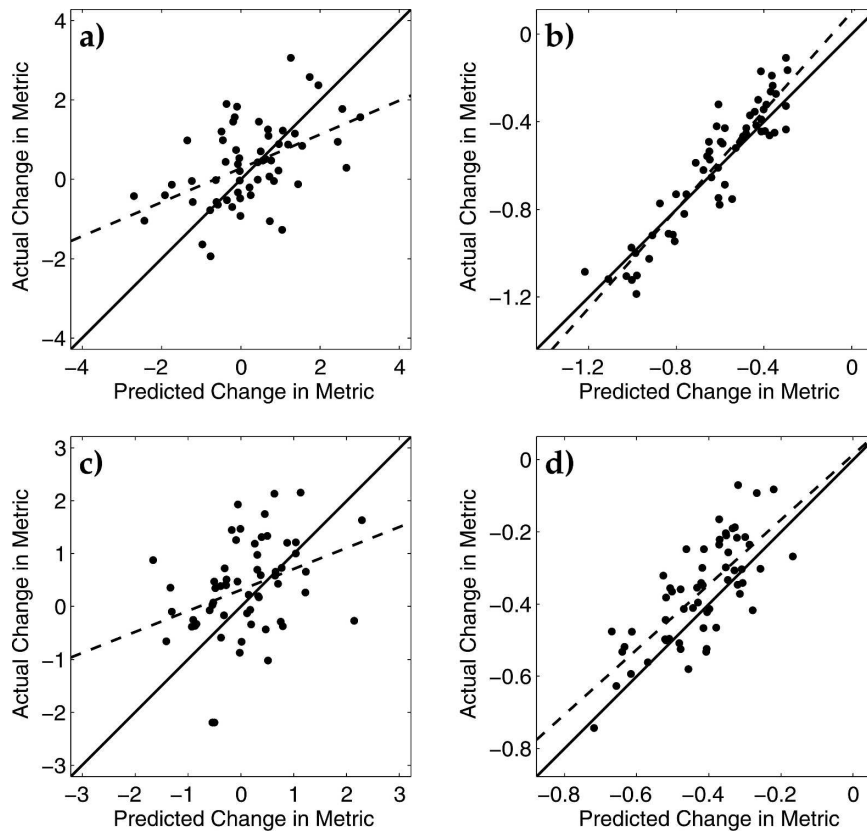 a)
4
2
0
−2
−4
Actual Change in Metric
−4 −2 0 2 4
Predicted Change in Metric
b)
0
−0.4
−0.8
−1.2
Actual Change in Metric
−1.2 −0.8 −0.4 0
Predicted Change in Metric
c)
3
2
1
0
−1
−2
−3
Actual Change in Metric
−3 −2 −1 0 1 2 3
Predicted Change in Metric
d)
0
−0.2
−0.4
−0.6
−0.8
Actual Change in Metric
−0.8 −0.6 −0.4 −0.2 0
Predicted Change in Metric